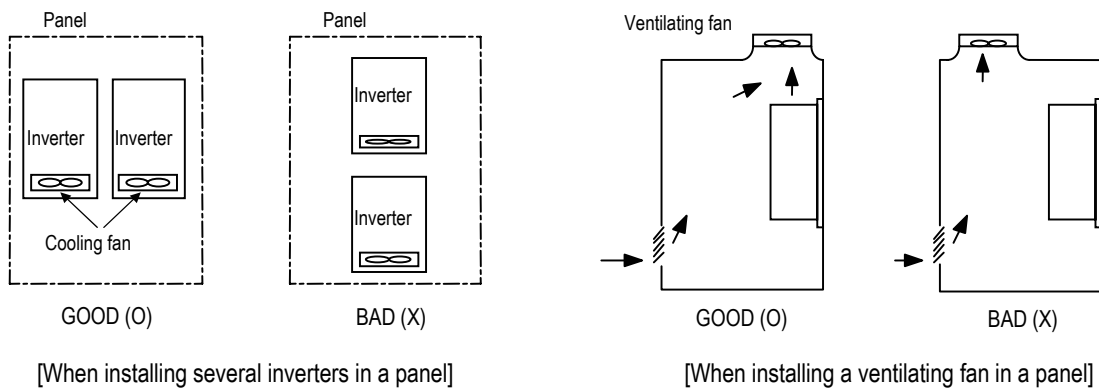 Panel
Inverter
Inverter
Cooling fan
GOOD (O)
Panel
Inverter
Inverter
BAD (X)
[When installing several inverters in a panel]
Ventilating fan
GOOD (O)
BAD (X)
[When installing a ventilating fan in a panel]